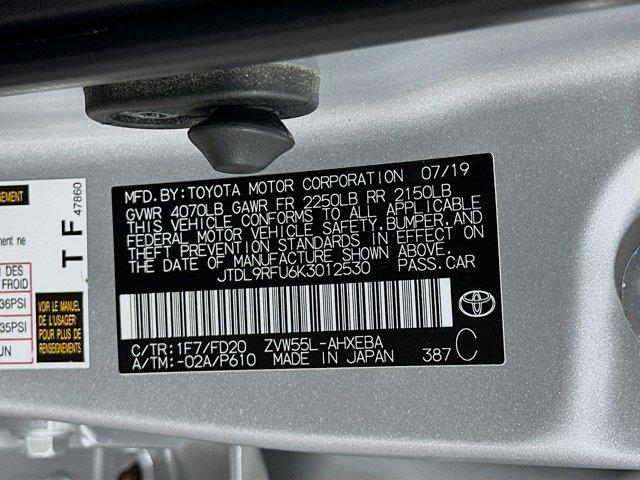 GEMENT
47860
T F
N DES
36PSI
35PSI
UN
VOIR LE
MANUEL DE
L'USAGER
POUR PLUS DE
RENSEIGNEMENTS
MFD. BY: TOYOTA MOTOR CORPORATION 07/19
GVWR 4070LB GAWR FR 2250LB RR 2150LB
THIS VEHICLE CONFORMS TO ALL APPLICABLE
FEDERAL MOTOR VEHICLE SAFETY, BUMPER, AND
THEFT PREVENTION STANDARDS IN EFFECT ON
THE DATE OF MANUFACTURE SHOWN ABOVE.
JTDL9RFU6K3012530 PASS. CAR
C/TR: 1F7/FD20 ZVW55L-AHXEBA
A/TM: -02A/P610 MADE IN JAPAN 387 C